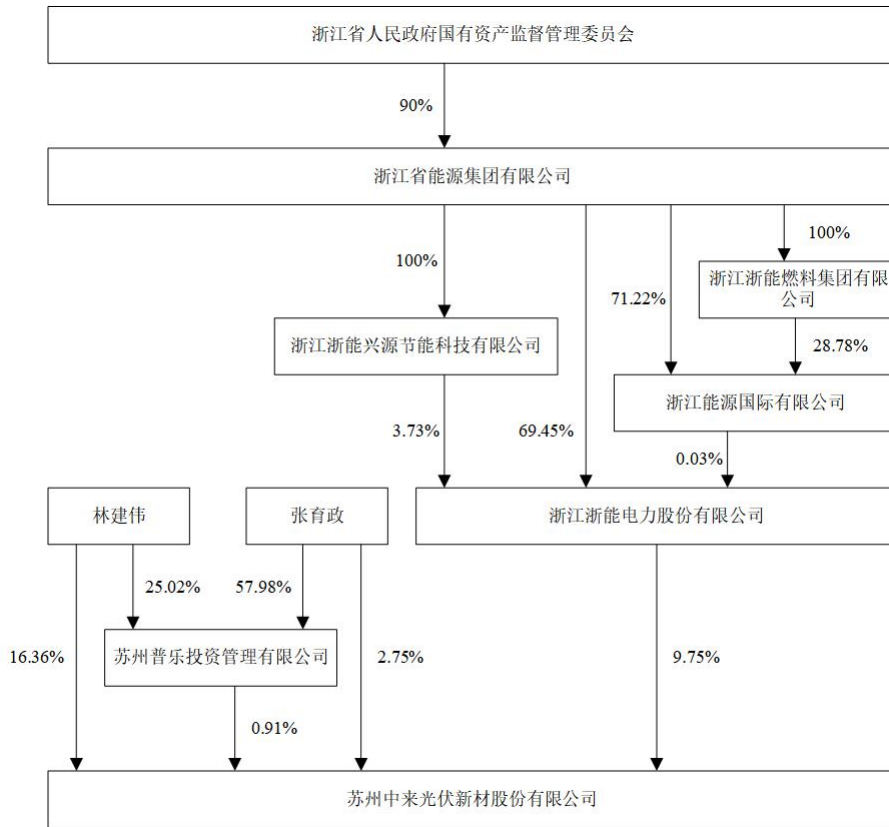 浙江省人民政府国有资产监督管理委员会
90%
浙江省能源集团有限公司
100%
100%
71.22%
浙江浙能燃料集团有限
公司
浙江浙能兴源节能科技有限公司
28.78%
浙江能源国际有限公司
3.73%
69.45%
0.03%
林建伟
张育政
浙江浙能电力股份有限公司
25.02%
57.98%
16.36%
苏州普乐投资管理有限公司
2.75%
9.75%
0.91%
苏州中来光伏新材股份有限公司